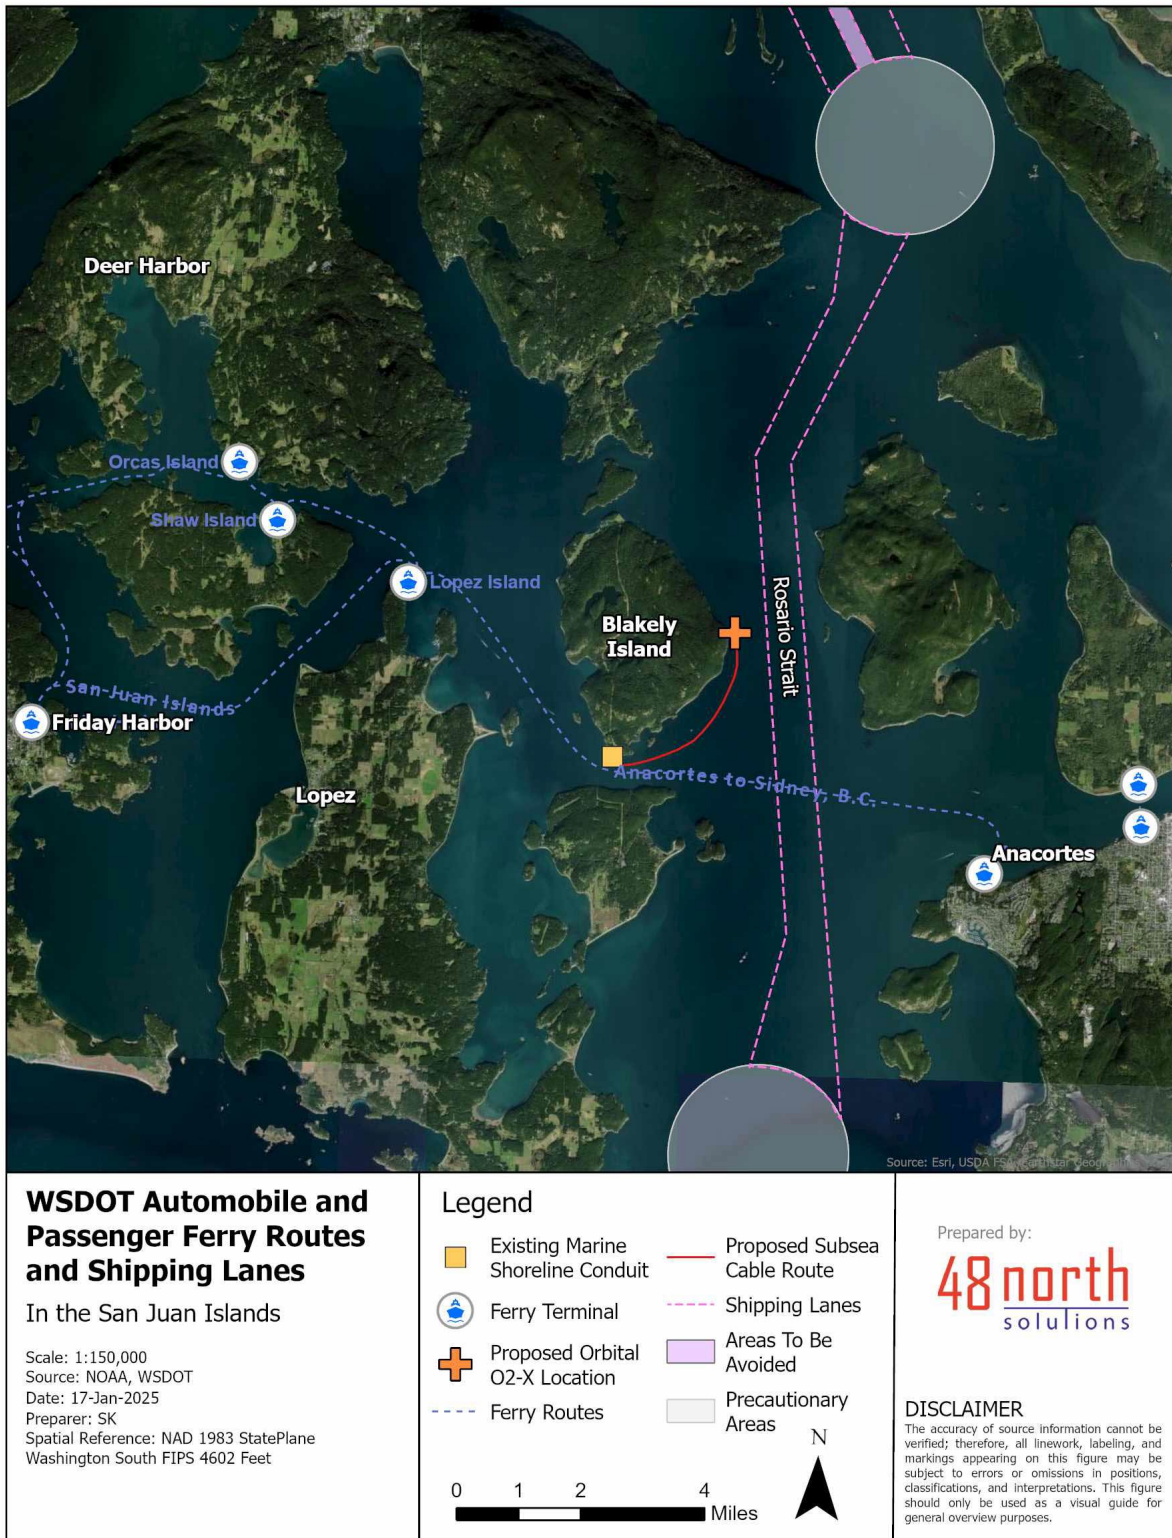 Deer Harbor
Orcas Island
Shaw Island
Lopez Island
Blakely
Island
Rosario Strait
San Juan Islands
Friday Harbor
Anacortes to Sidney, B.C.
Lopez
Anacortes
Source: Esri, USDA FSA, Earthstar Geographics
WSDOT Automobile and
Passenger Ferry Routes
and Shipping Lanes
In the San Juan Islands
Scale: 1:150,000
Source: NOAA, WSDOT
Date: 17-Jan-2025
Preparer: SK
Spatial Reference: NAD 1983 StatePlane
Washington South FIPS 4602 Feet
Legend
Existing Marine
Shoreline Conduit
Ferry Terminal
Proposed Orbital
O2-X Location
Ferry Routes
Proposed Subsea
Cable Route
Shipping Lanes
Areas To Be
Avoided
Precautionary
Areas
N
0 1 2 4
Miles
Prepared by:
48 north
solutions
DISCLAIMER
The accuracy of source information cannot be
verified; therefore, all linework, labeling, and
markings appearing on this figure may be
subject to errors or omissions in positions,
classifications, and interpretations. This figure
should only be used as a visual guide for
general overview purposes.